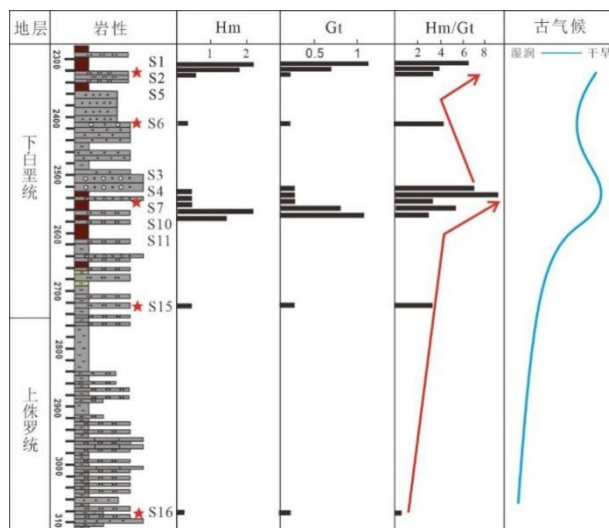 地层 岩性 Hm Gt Hm/Gt 古气候
1 2 0.5 1 2 4 6 8 湿润 干旱
2300 S1
S2
S5
2400 S6
2500 S3
S4
S7
S10
2600 S11
2700 S15
2800
2900
3000
310 S16
下白垩统
上侏罗统